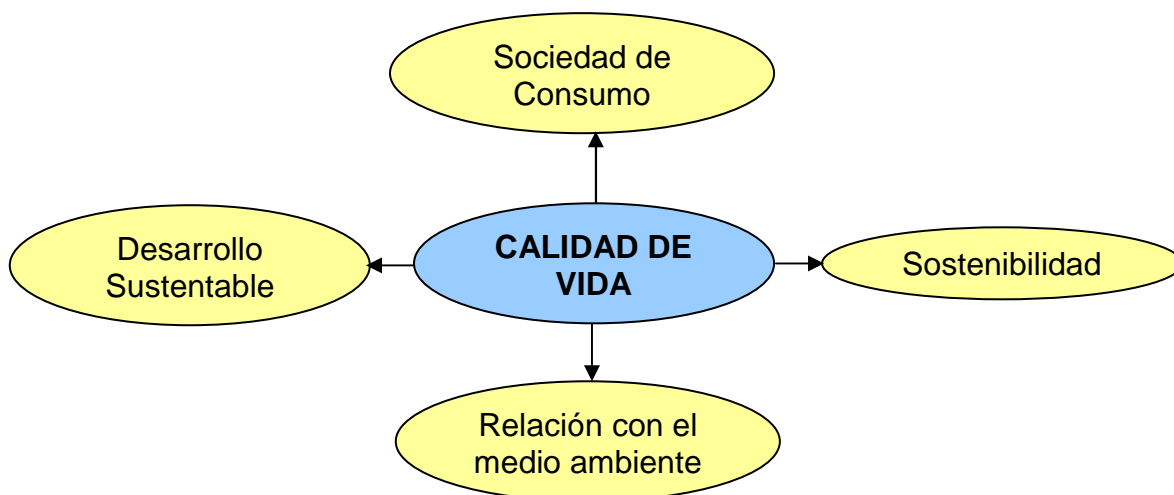 Sociedad de
Consumo
Desarrollo
Sustentable
CALIDAD DE
VIDA
Sostenibilidad
Relación con el
medio ambiente